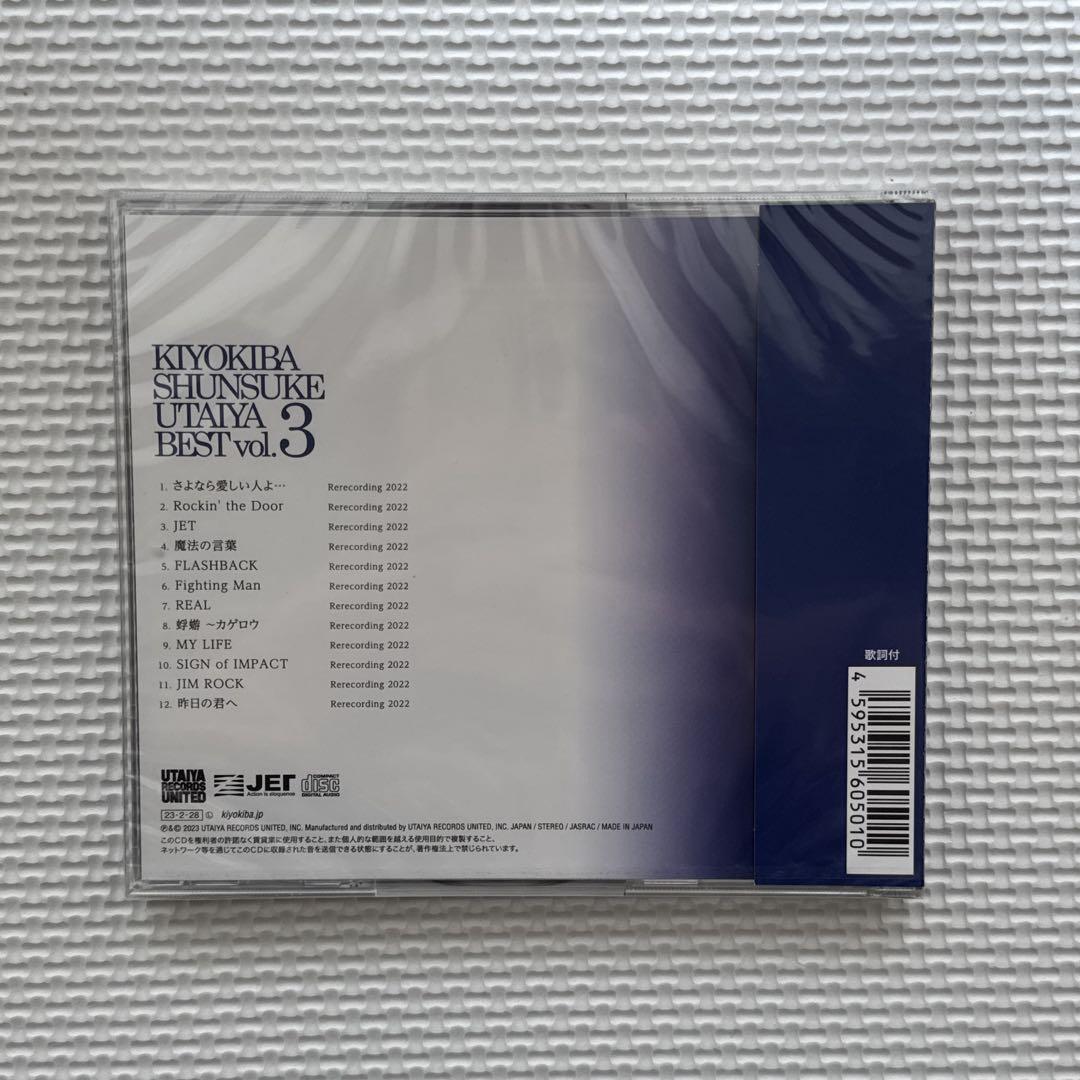 KIYOKIBA
SHUNSUKE
UTAIYA
BEST vol.3
1. さよなら愛しい人よ… Rerecording 2022
2. Rockin' the Door Rerecording 2022
3. JET Rerecording 2022
4. 魔法の言葉 Rerecording 2022
5. FLASHBACK Rerecording 2022
6. Fighting Man Rerecording 2022
7. REAL Rerecording 2022
8. 蜉蝣 ~カゲロウ Rerecording 2022
9. MY LIFE Rerecording 2022
10. SIGN of IMPACT Rerecording 2022
11. JIM ROCK Rerecording 2022
12. 昨日の君へ Rerecording 2022
歌詞付
4 595315 605010
UTAIYA
RECORDS
UNITED
JET
Action is eloquence
COMPACT
disc
DIGITAL AUDIO
23-2-28 Ⓛ kiyokiba.jp
℗&© 2023 UTAIYA RECORDS UNITED, INC. Manufactured and distributed by UTAIYA RECORDS UNITED, INC. JAPAN / STEREO / JASRAC / MADE IN JAPAN
このCDを権利者の許諾なく賃貸業に使用すること、また個人的な範囲を越える使用目的で複製すること、
ネットワーク等を通じてこのCDに収録された音を送信できる状態にすることが、著作権法上で禁じられています。